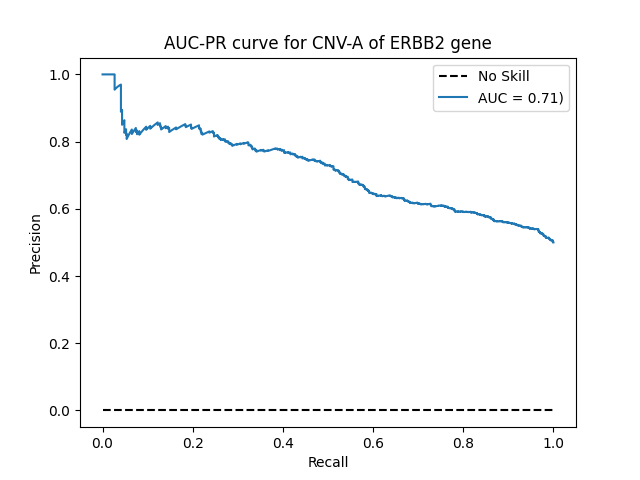 AUC-PR curve for CNV-A of ERBB2 gene
No Skill
AUC = 0.71)
1.0
0.8
0.6
0.4
0.2
0.0
Precision
0.0 0.2 0.4 0.6 0.8 1.0
Recall